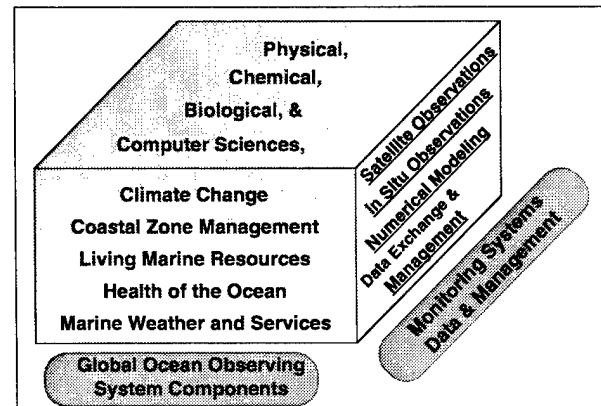 Physical,
Chemical,
Biological, &
Computer Sciences,
Climate Change
Coastal Zone Management
Living Marine Resources
Health of the Ocean
Marine Weather and Services
Satellite Observations
In Situ Observations
Numerical Modeling
Data Exchange &
Management
Global Ocean Observing
System Components
Monitoring Systems
Data & Management